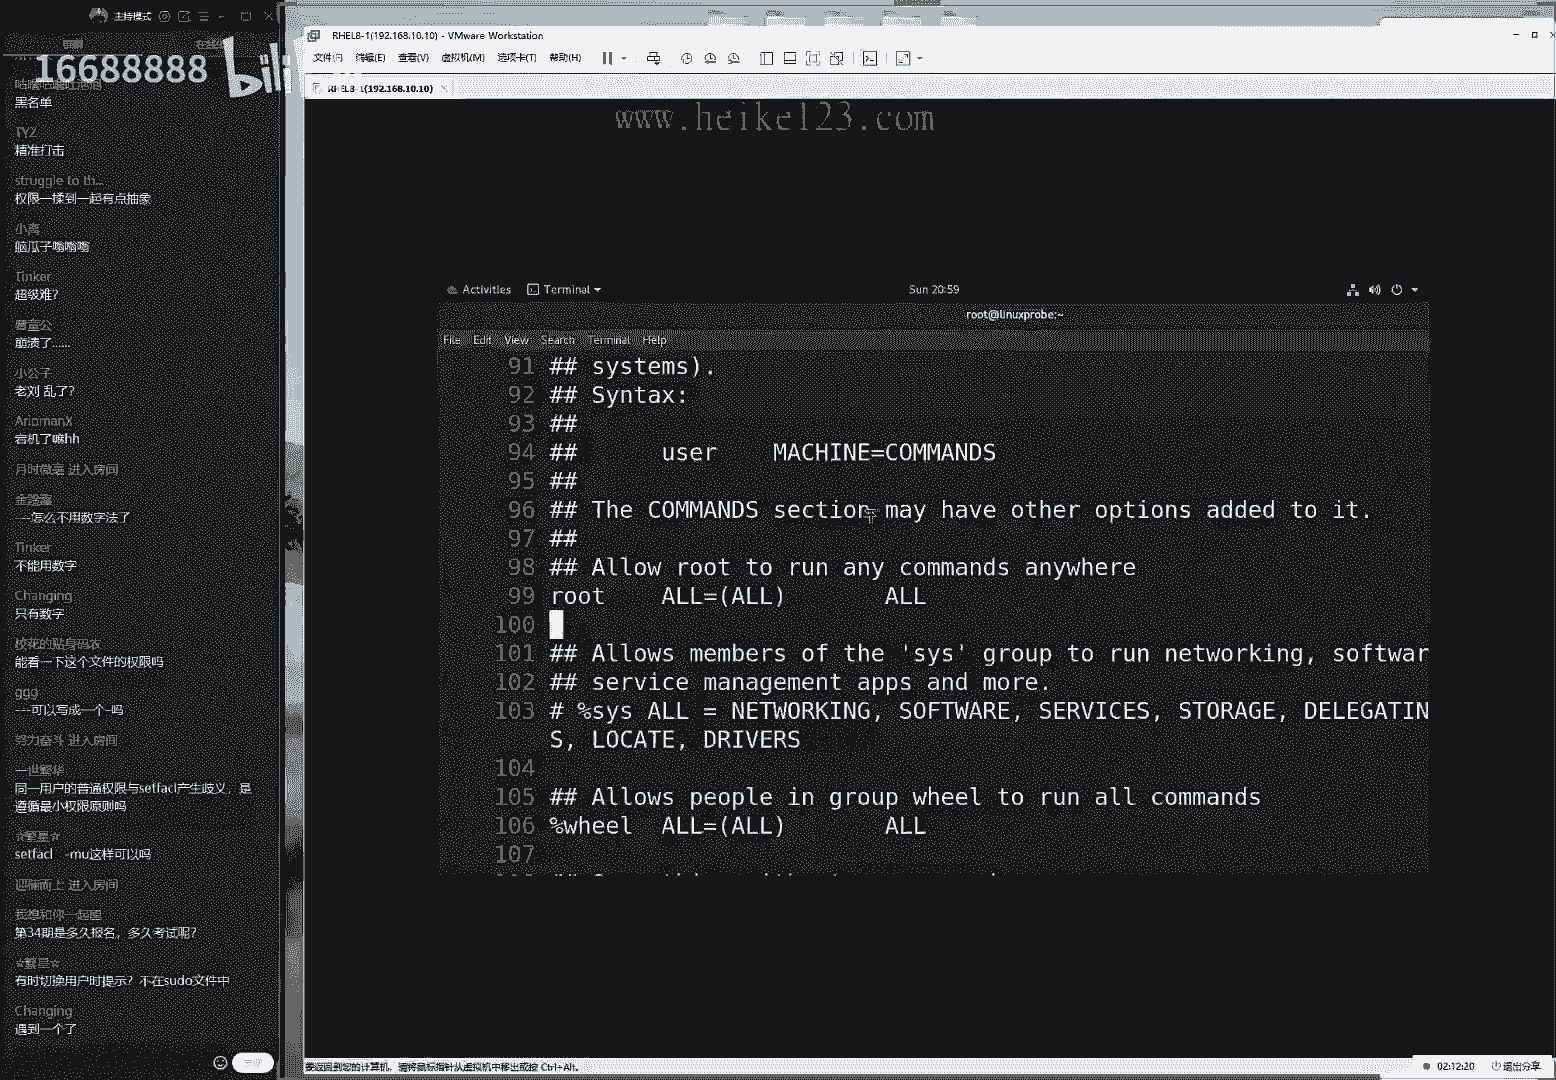 主持模式
16688888
黑名单
TYZ
精准打击
struggle to th...
权限一揉到一起有点抽象
小高
脑瓜子嗡嗡嗡
Tinker
超级难?
崩溃了......
小公子
老刘 乱了?
AriomanX
宕机了嘛hh
进入房间
---怎么不用数字法了
Tinker
不能用数字
Changing
只有数字
校花的贴身码农
能看一下这个文件的权限吗
ggg
---可以写成一个-吗
努力奋斗 进入房间
一世繁华
同一用户的普通权限与setfacl产生歧义，是
遵循最小权限原则吗
☆繁星☆
setfacl -mu这样可以吗
迎稿而上 进入房间
第34期是多久报名，多久考试呢?
☆繁星☆
有时切换用户时提示? 不在sudo文件中
Changing
遇到一个了
RHEL8-1(192.168.10.10) - VMware Workstation
文件(F) 编辑(E) 查看(V) 虚拟机(M) 选项卡(T) 帮助(H)
RHEL8-1(192.168.10.10)
www.heike123.com
Activities Terminal Sun 20:59
root@linuxprobe:~
File Edit View Search Terminal Help
91 ## systems).
92 ## Syntax:
93 ##
94 ## user MACHINE=COMMANDS
95 ##
96 ## The COMMANDS section may have other options added to it.
97 ##
98 ## Allow root to run any commands anywhere
99 root ALL=(ALL) ALL
100
101 ## Allows members of the 'sys' group to run networking, softwar
102 ## service management apps and more.
103 # %sys ALL = NETWORKING, SOFTWARE, SERVICES, STORAGE, DELEGATIN
S, LOCATE, DRIVERS
104
105 ## Allows people in group wheel to run all commands
106 %wheel ALL=(ALL) ALL
107
要返回到您的计算机，请将鼠标指针从虚拟机中移出或按 Ctrl+Alt。
02:12:20 退出分享